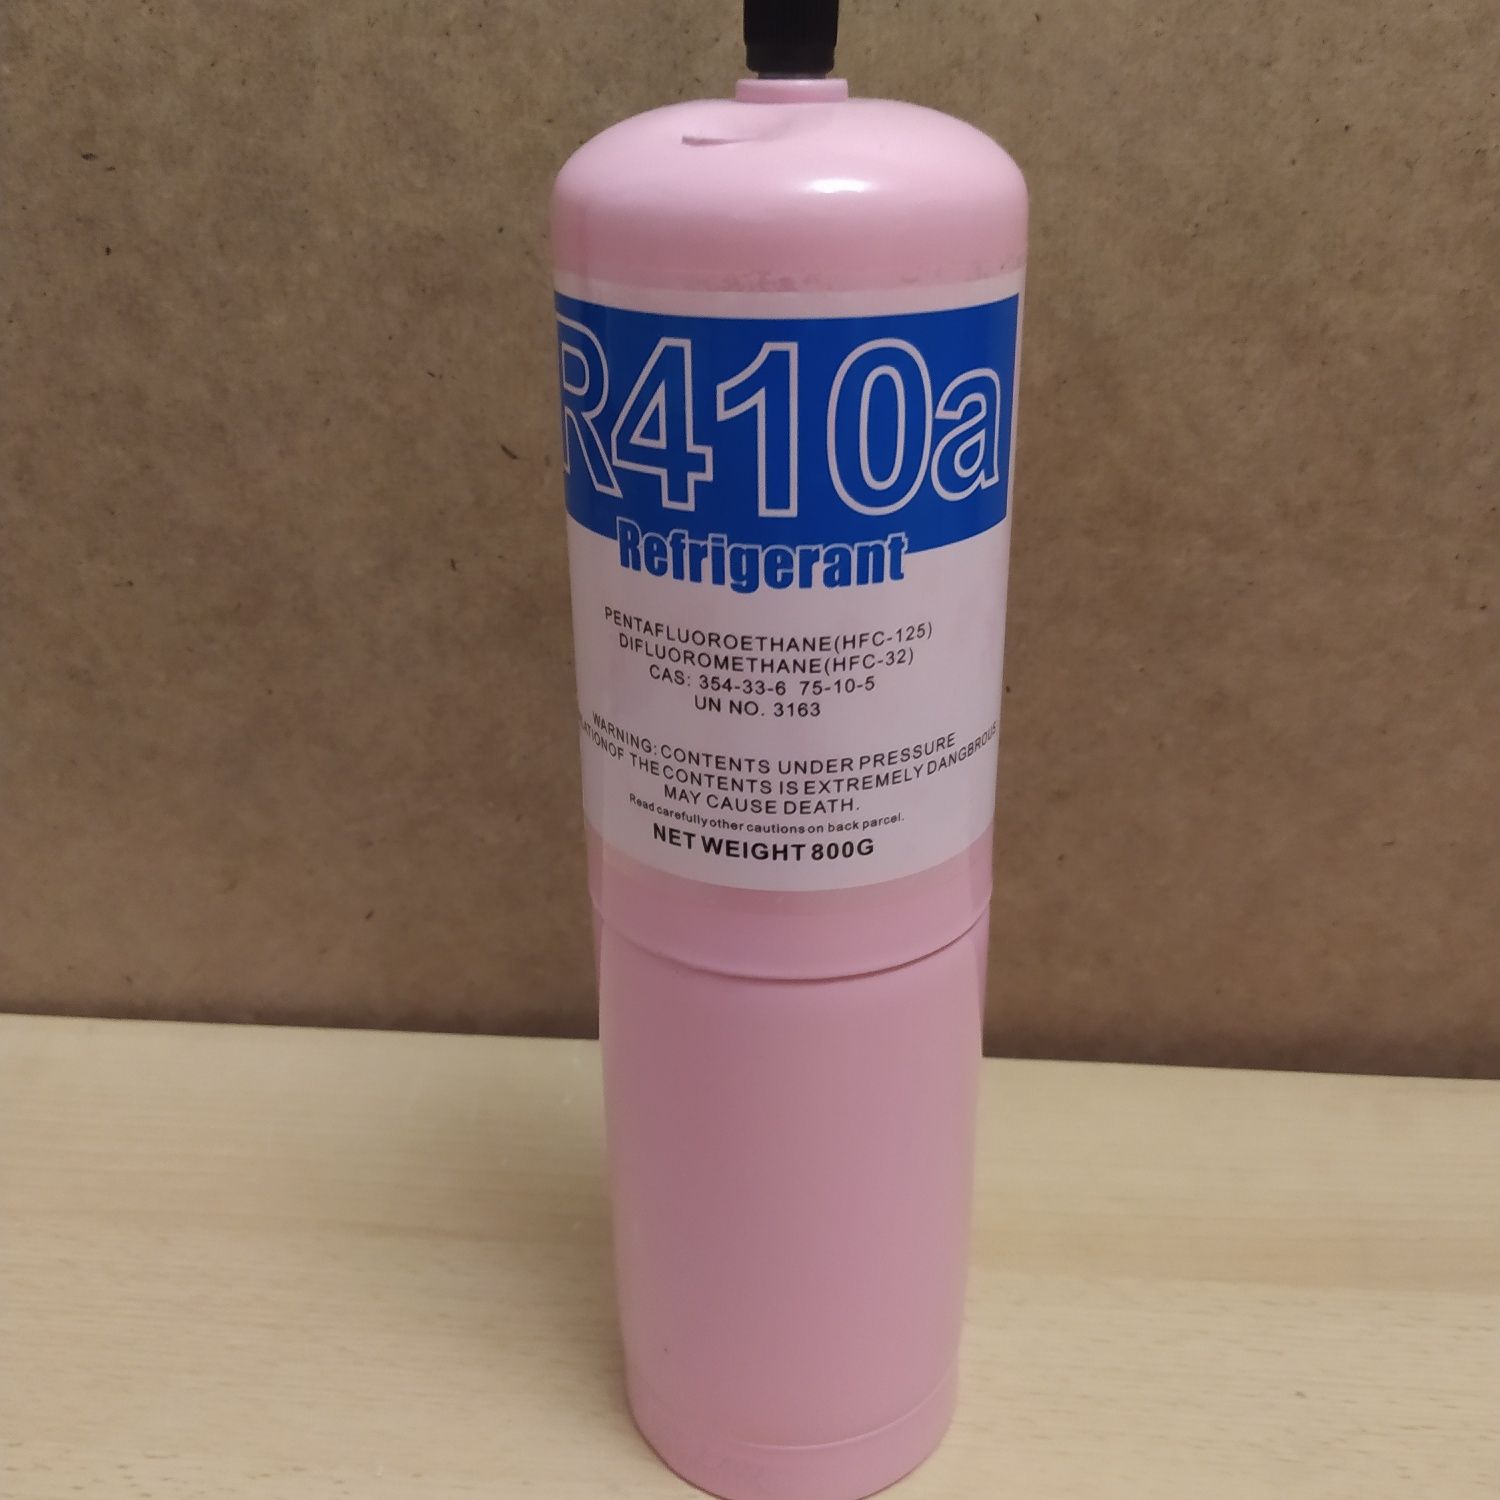 R410a
Refrigerant
PENTAFLUOROETHANE(HFC-125)
DIFLUOROMETHANE(HFC-32)
CAS: 354-33-6 75-10-5
UN NO. 3163
WARNING: CONTENTS UNDER PRESSURE
OF THE CONTENTS IS EXTREMELY DANGBROUS
MAY CAUSE DEATH.
Read carefully other cautions on back parcel.
NET WEIGHT 800G